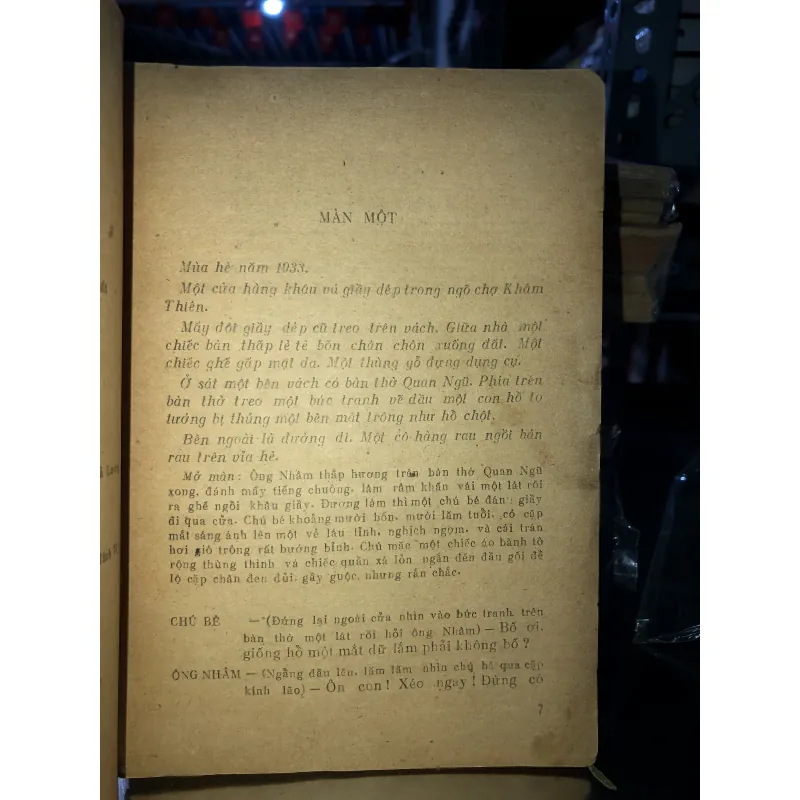 MÀN MỘT
Mùa hè năm 1933.
Một cửa hàng khâu vá giầy dép trong ngõ chợ Khâm
Thiên.
Mấy đôi giầy dép cũ treo trên vách. Giữa nhà một
chiếc bàn thấp lè tè bốn chân chôn xuống đất. Một
chiếc ghế gấp mặt da. Một thùng gỗ đựng dụng cụ.
Ở sát một bên vách có bàn thờ Quan Ngũ. Phía trên
bàn thờ treo một bức tranh vẽ đầu một con hổ to
tướng bị thủng một bên mắt trông như hổ chột.
Bên ngoài là đường đi. Một cô hàng rau ngồi bán
rau trên vỉa hè.
Mở màn: Ông Nhâm thắp hương trên bàn thờ Quan Ngũ
xong, đánh mấy tiếng chuông, lâm râm khấn vái một lát rồi
ra ghế ngồi khâu giầy. Đương làm thì một chú bé đánh giầy
đi qua cửa. Chú bé khoảng mười bốn, mười lăm tuổi, có cặp
mắt sáng ánh lên một vẻ láu lỉnh, nghịch ngợm, và cái trán
hơi giô trông rất bướng bỉnh. Chú mặc một chiếc áo bành tô
rộng thùng thình và chiếc quần xà lỏn ngắn đến đầu gối để
lộ cặp chân đen đủi, gầy guộc, nhưng rắn chắc.
CHÚ BÉ — (Đứng lại ngoài cửa nhìn vào bức tranh trên
bàn thờ một lát rồi hỏi ông Nhâm) — Bố ơi,
giống hổ một mắt dữ lắm phải không bố ?
ÔNG NHÂM — (Ngẩng đầu lên, lấm lấm nhìn chú bé qua cặp
kính lão) — Ôn con ! Xéo ngay ! Đừng có
7